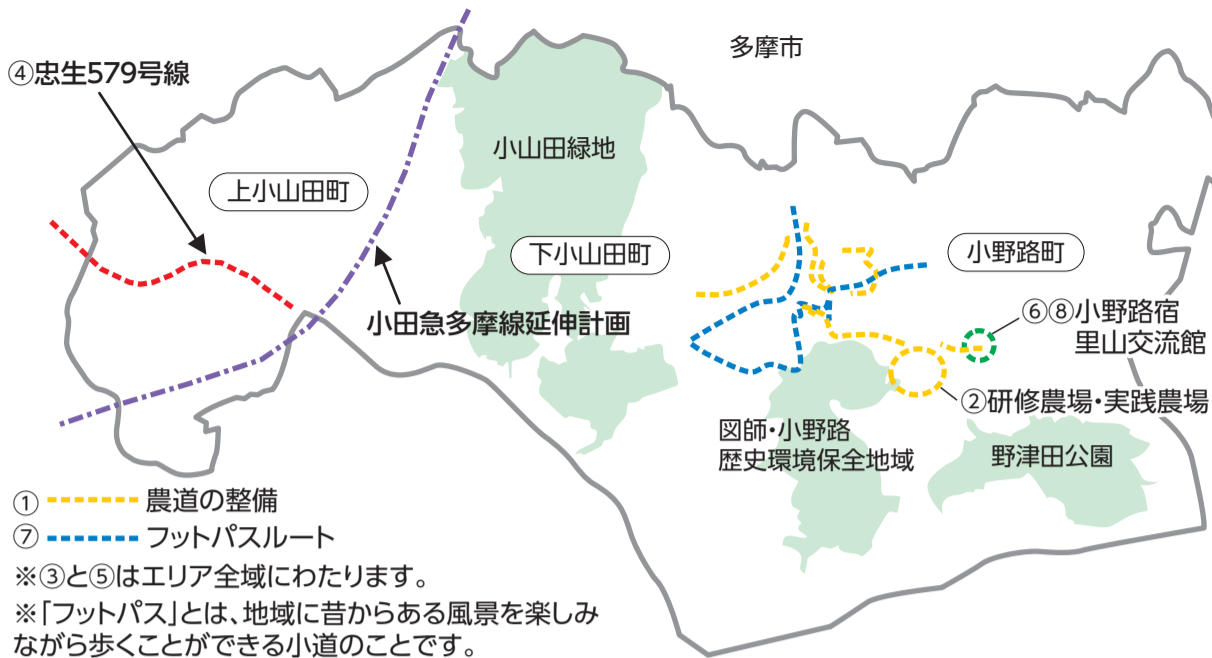 多摩市
④忠生579号線
小山田緑地
上小山田町
下小山田町
小野路町
小田急多摩線延伸計画
⑥⑧小野路宿
里山交流館
②研修農場・実践農場
図師・小野路
歴史環境保全地域
野津田公園
① 農道の整備
⑦ フットパスルート
※③と⑤はエリア全域にわたります。
※「フットパス」とは、地域に昔からある風景を楽しみ
ながら歩くことができる小道のことです。